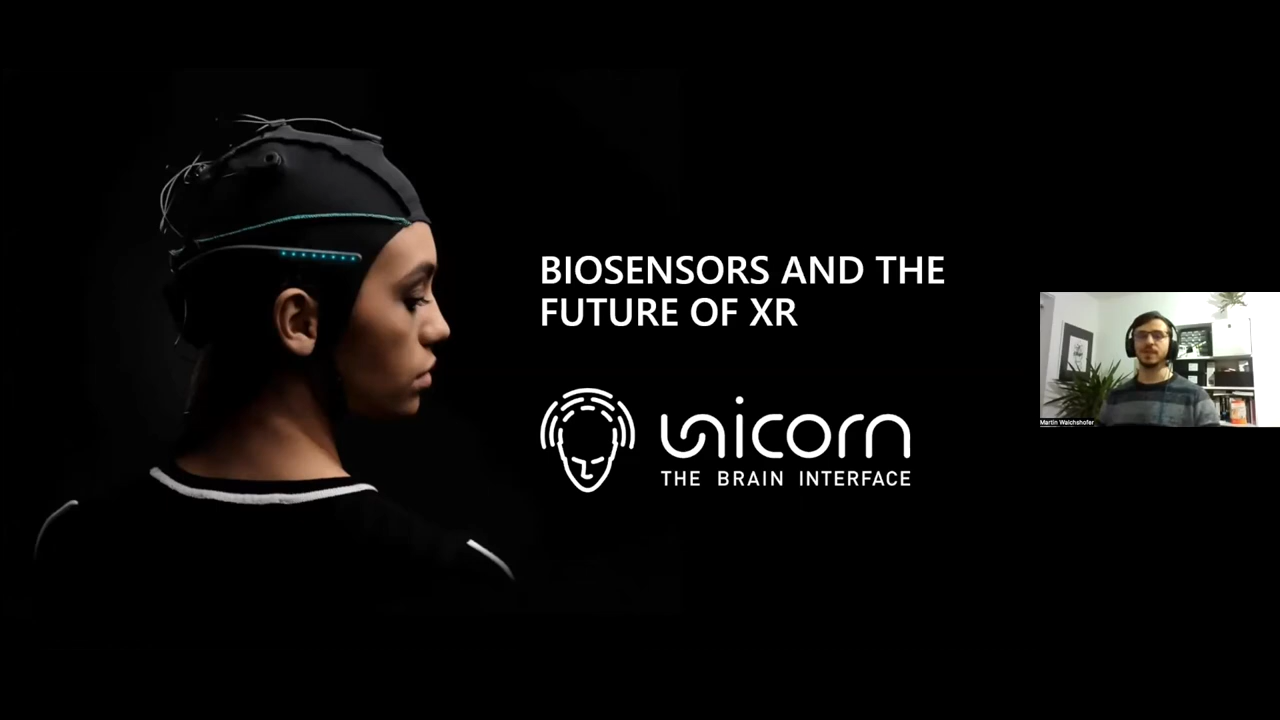 BIOSENSORS AND THE
FUTURE OF XR
unicorn
THE BRAIN INTERFACE
Martin Walchshofer